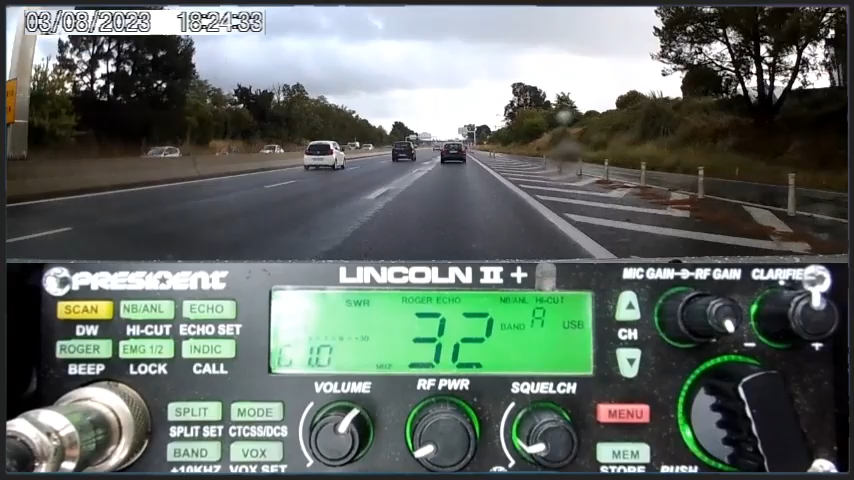 03/08/2023 18:24:33
PRESIDENT LINCOLN II + MIC GAIN RF GAIN CLARIFIE
SCAN NB/ANL ECHO
DW HI-CUT ECHO SET
ROGER EMG 1/2 INDIC
BEEP LOCK CALL
SWR ROGER ECHO NB/ANL HI-CUT
32 BAND A USB
CH
VOLUME RF PWR SQUELCH
SPLIT MODE
SPLIT SET CTCSS/DCS
BAND VOX
+10KHZ VOX SET
MENU
MEM
STORE PUSH